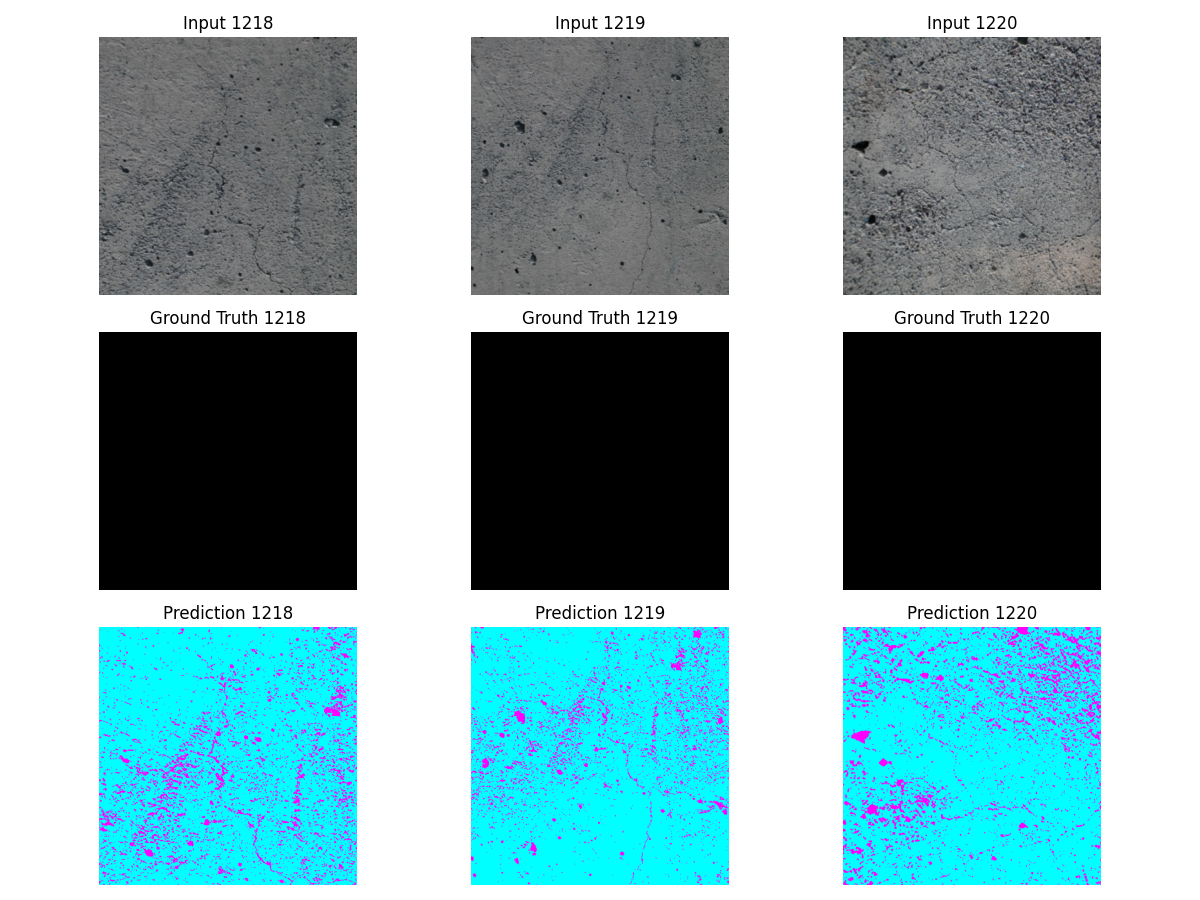 Input 1218
Input 1219
Input 1220
Ground Truth 1218
Ground Truth 1219
Ground Truth 1220
Prediction 1218
Prediction 1219
Prediction 1220